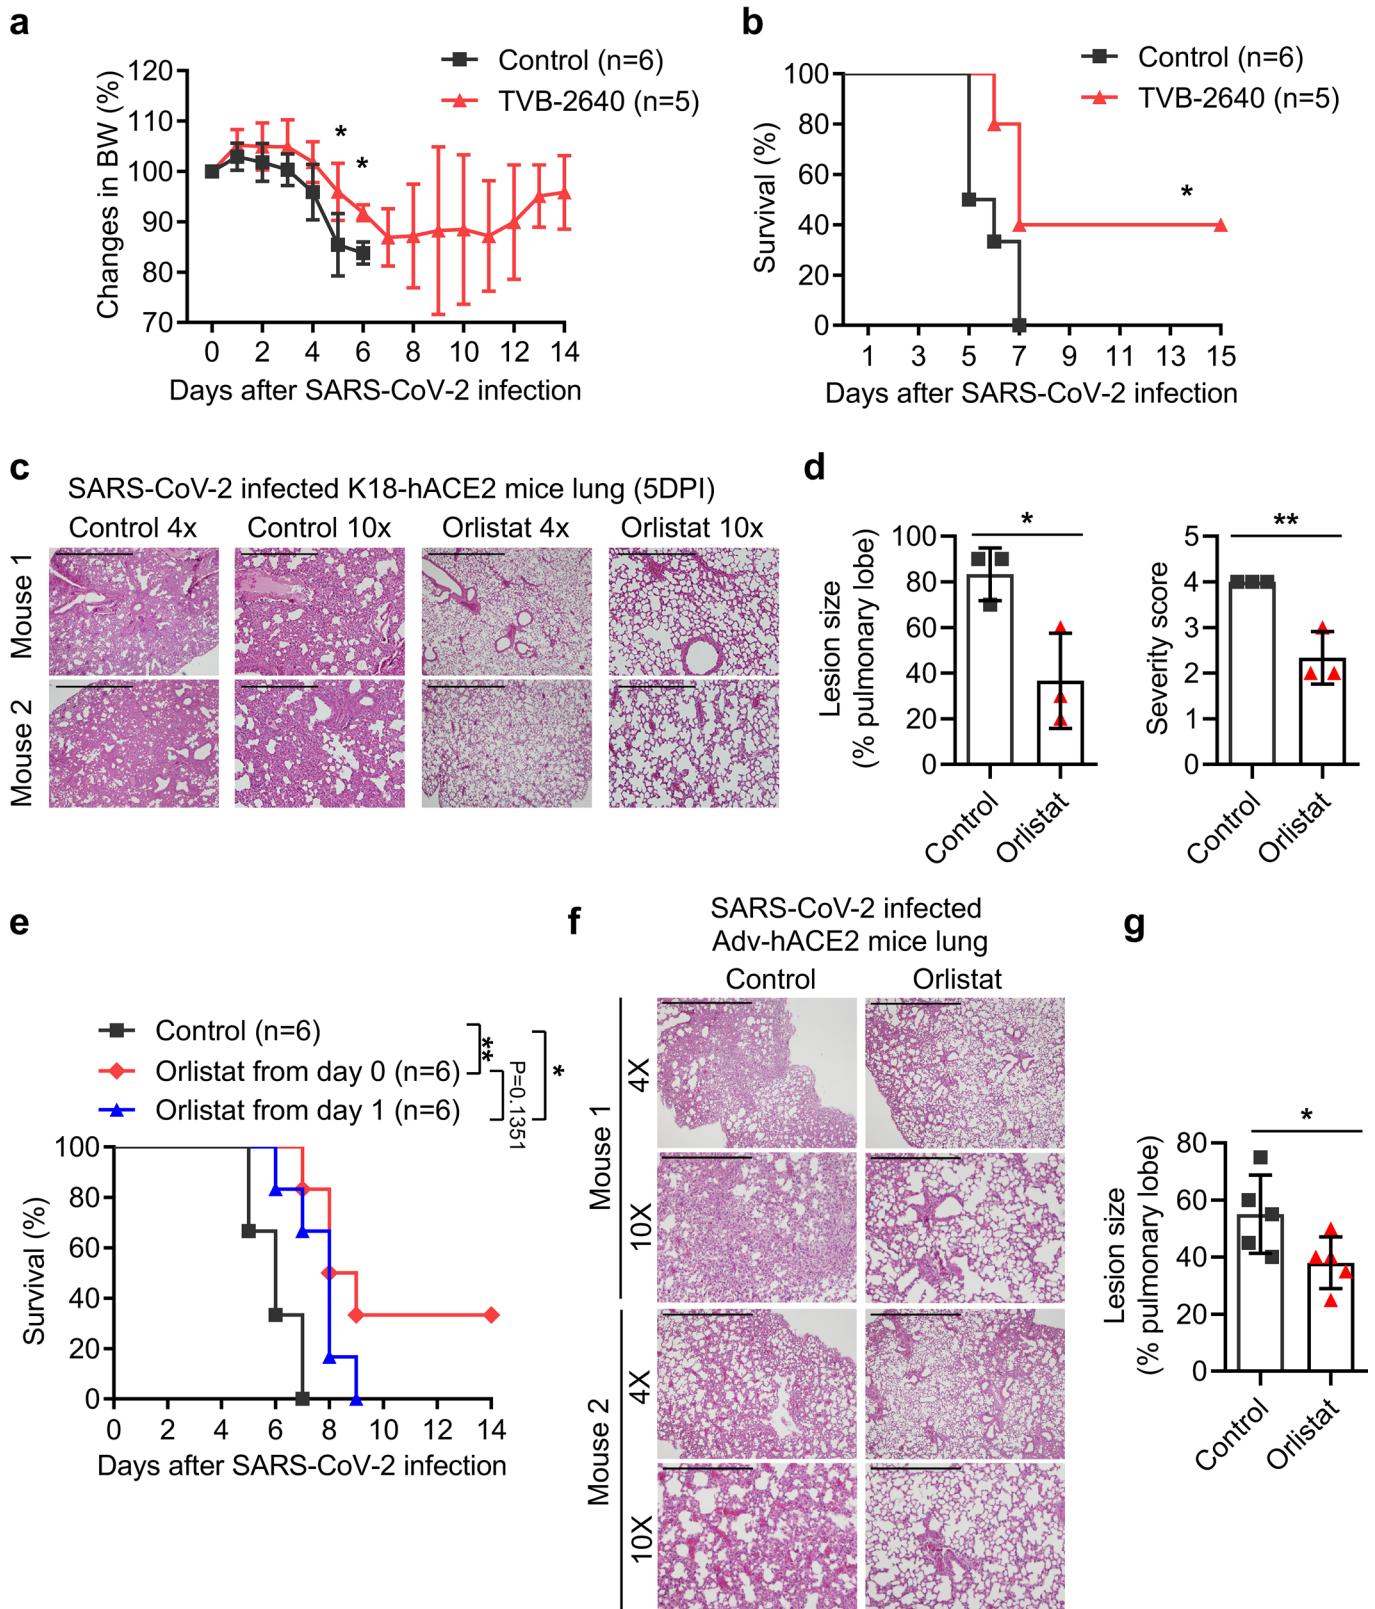 a
Control (n=6)
TVB-2640 (n=5)
Changes in BW (%)
120
110
100
90
80
70
*
*
0 2 4 6 8 10 12 14
Days after SARS-CoV-2 infection
b
Control (n=6)
TVB-2640 (n=5)
Survival (%)
100
80
60
40
20
0
*
1 3 5 7 9 11 13 15
Days after SARS-CoV-2 infection
c
SARS-CoV-2 infected K18-hACE2 mice lung (5DPI)
Control 4x Control 10x Orlistat 4x Orlistat 10x
Mouse 1
Mouse 2
d
Lesion size
(% pulmonary lobe)
100
80
60
40
20
0
*
Control
Orlistat
Severity score
5
4
3
2
1
0
**
Control
Orlistat
e
Control (n=6)
Orlistat from day 0 (n=6)
Orlistat from day 1 (n=6)
**
P=0.1351
*
Survival (%)
100
80
60
40
20
0
0 2 4 6 8 10 12 14
Days after SARS-CoV-2 infection
f
SARS-CoV-2 infected
Adv-hACE2 mice lung
Control Orlistat
Mouse 1
4X
10X
Mouse 2
4X
10X
g
Lesion size
(% pulmonary lobe)
80
60
40
20
0
*
Control
Orlistat